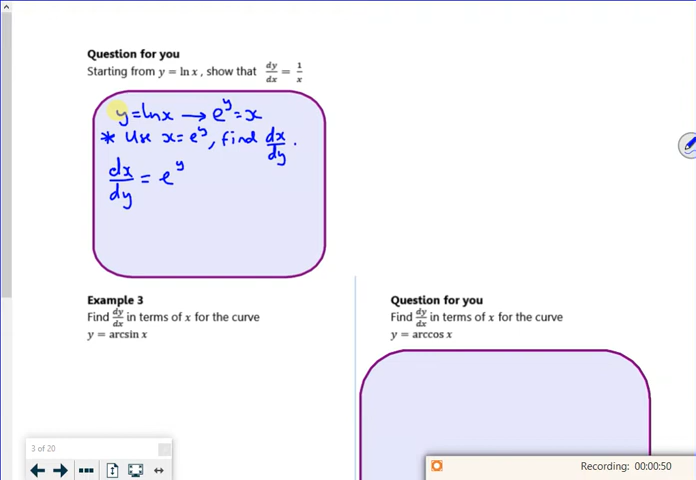 Question for you
Starting from y = ln x, show that dy/dx = 1/x
y = lnx → e^y = x
* Use x = e^y, find dx/dy.
dx/dy = e^y
Example 3
Find dy/dx in terms of x for the curve
y = arcsin x
Question for you
Find dy/dx in terms of x for the curve
y = arccos x
3 of 20
Recording: 00:00:50